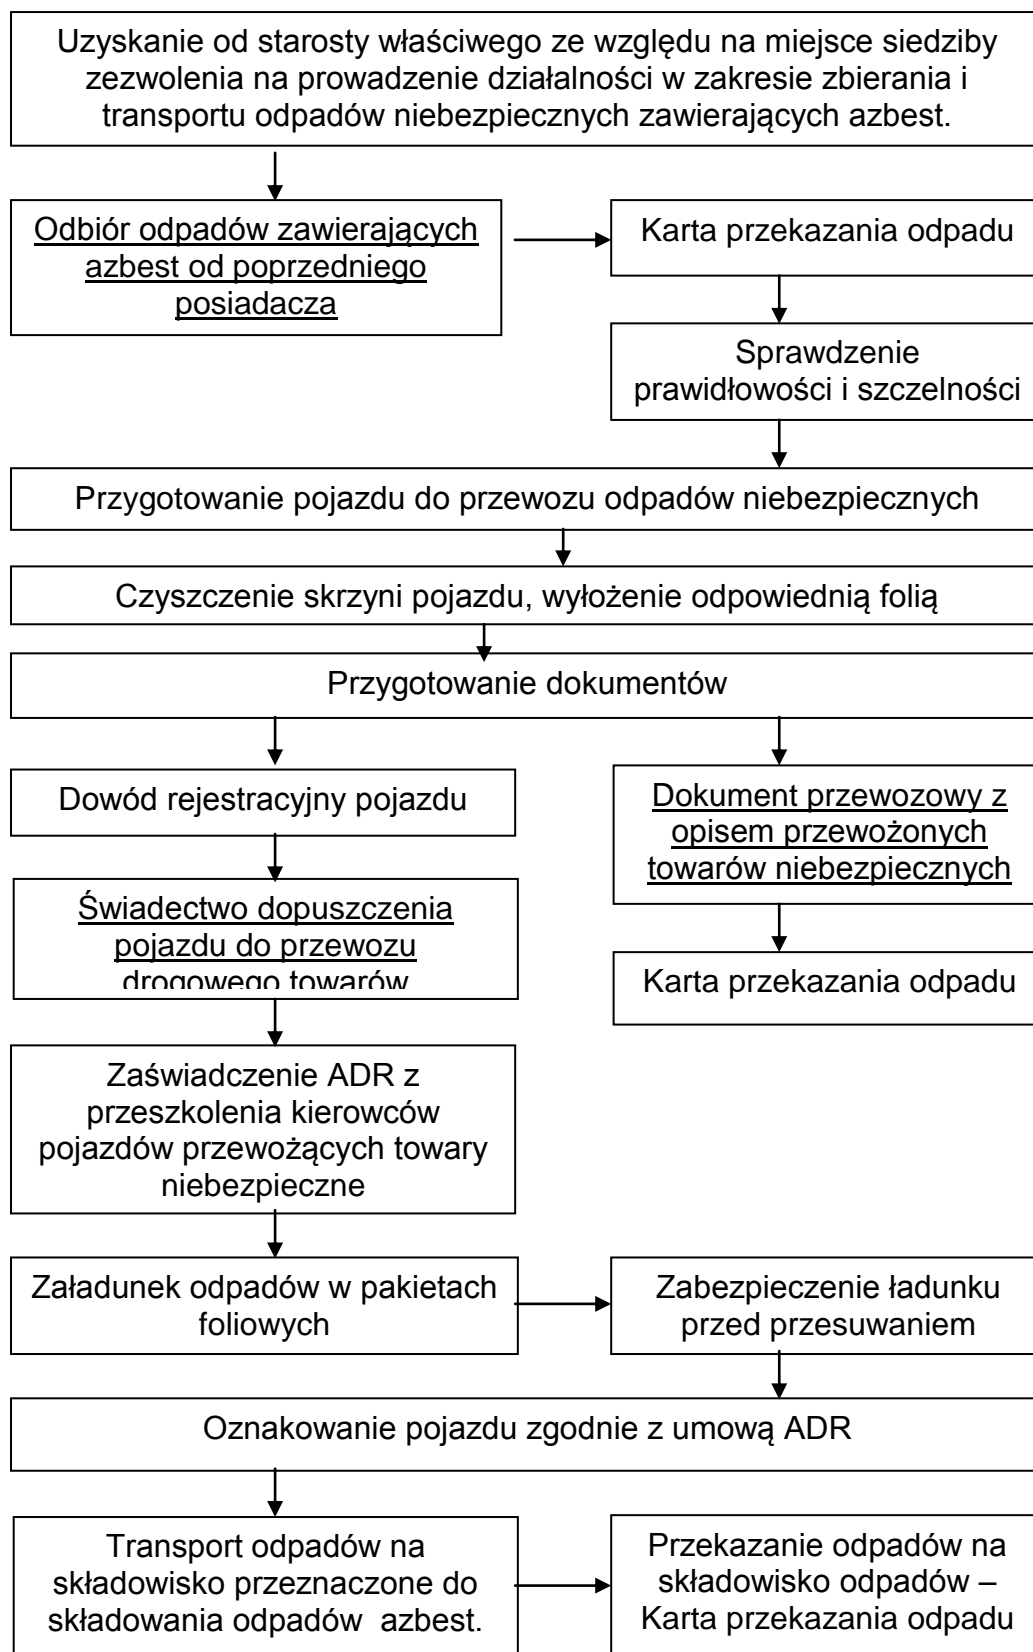 Uzyskanie od starosty właściwego ze względu na miejsce siedziby
zezwolenia na prowadzenie działalności w zakresie zbierania i
transportu odpadów niebezpiecznych zawierających azbest.
Odbiór odpadów zawierających
azbest od poprzedniego
posiadacza
Karta przekazania odpadu
Sprawdzenie
prawidłowości i szczelności
Przygotowanie pojazdu do przewozu odpadów niebezpiecznych
Czyszczenie skrzyni pojazdu, wyłożenie odpowiednią folią
Przygotowanie dokumentów
Dowód rejestracyjny pojazdu
Świadectwo dopuszczenia
pojazdu do przewozu
drogowego towarów
Dokument przewozowy z
opisem przewożonych
towarów niebezpiecznych
Karta przekazania odpadu
Zaświadczenie ADR z
przeszkolenia kierowców
pojazdów przewożących towary
niebezpieczne
Załadunek odpadów w pakietach
foliowych
Zabezpieczenie ładunku
przed przesuwaniem
Oznakowanie pojazdu zgodnie z umową ADR
Transport odpadów na
składowisko przeznaczone do
składowania odpadów azbest.
Przekazanie odpadów na
składowisko odpadów –
Karta przekazania odpadu